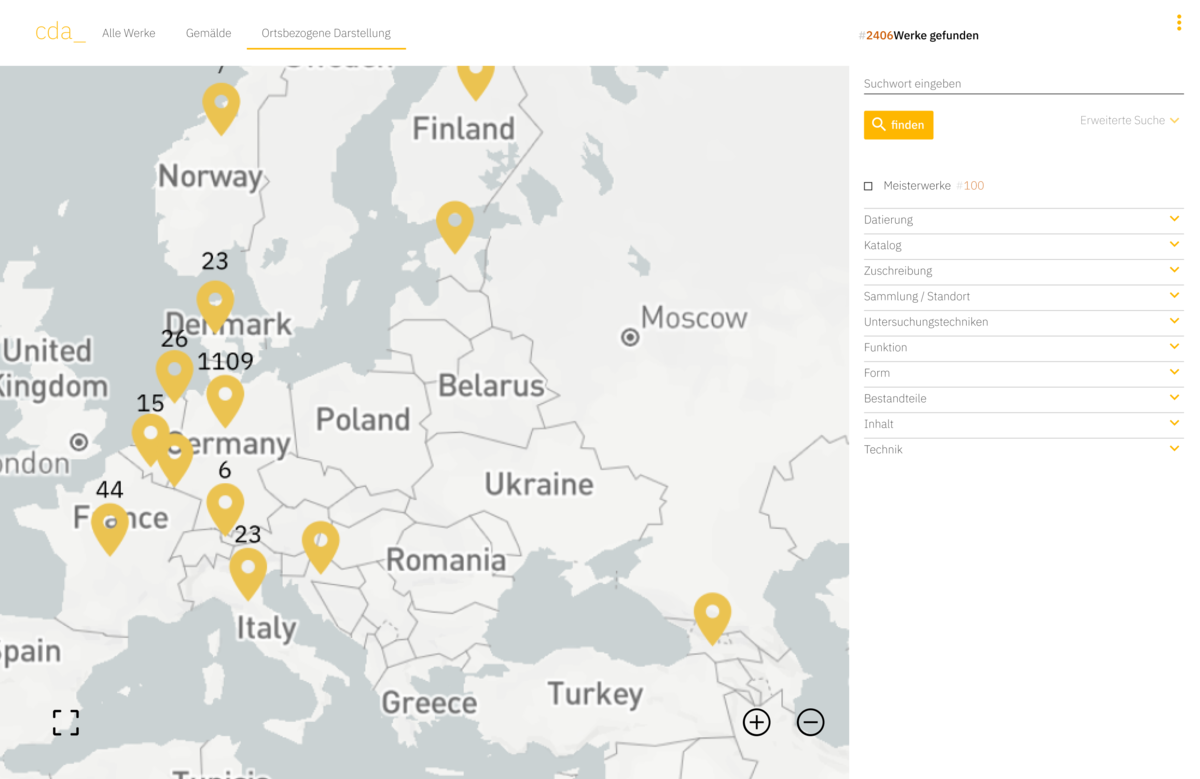 cda_ Alle Werke Gemälde Ortsbezogene Darstellung
#2406Werke gefunden
Suchwort eingeben
finden
Erweiterte Suche
Meisterwerke #100
Datierung
Katalog
Zuschreibung
Sammlung / Standort
Untersuchungstechniken
Funktion
Form
Bestandteile
Inhalt
Technik
Finland
Norway
23
Denmark
Moscow
26
United
Kingdom
1109
Belarus
15
Poland
Germany
London
6
Ukraine
44
France
23
Romania
Italy
Spain
Turkey
Greece